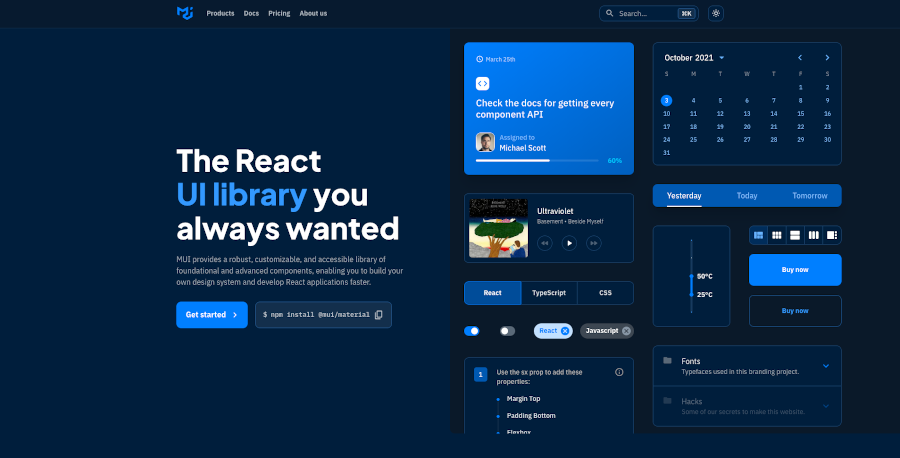 Products Docs Pricing About us
Search... ⌘K
The React
UI library you
always wanted
MUI provides a robust, customizable, and accessible library of
foundational and advanced components, enabling you to build your
own design system and develop React applications faster.
Get started
$ npm install @mui/material
March 25th
Check the docs for getting every
component API
Assigned to
Michael Scott
60%
Ultraviolet
Basement • Beside Myself
React TypeScript CSS
React Javascript
1
Use the sx prop to add these
properties:
Margin Top
Padding Bottom
Flexbox
October 2021
S M T W T F S
1 2
3 4 5 6 7 8 9
10 11 12 13 14 15 16
17 18 19 20 21 22 23
24 25 26 27 28 29 30
31
Yesterday Today Tomorrow
50°C
25°C
Buy now
Buy now
Fonts
Typefaces used in this branding project.
Hacks
Some of our secrets to make this website.